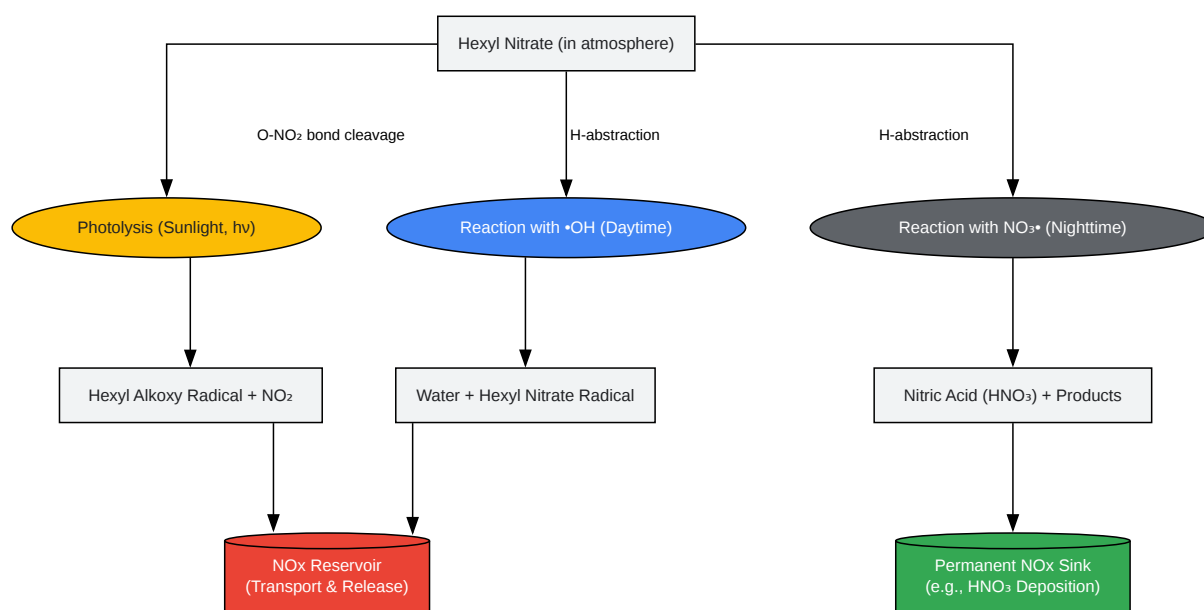 Hexyl Nitrate (in atmosphere)
O-NO₂ bond cleavage
H-abstraction
H-abstraction
Photolysis (Sunlight, hν)
Reaction with •OH (Daytime)
Reaction with NO₃• (Nighttime)
Hexyl Alkoxy Radical + NO₂
Water + Hexyl Nitrate Radical
Nitric Acid (HNO₃) + Products
NOx Reservoir
(Transport & Release)
Permanent NOx Sink
(e.g., HNO₃ Deposition)